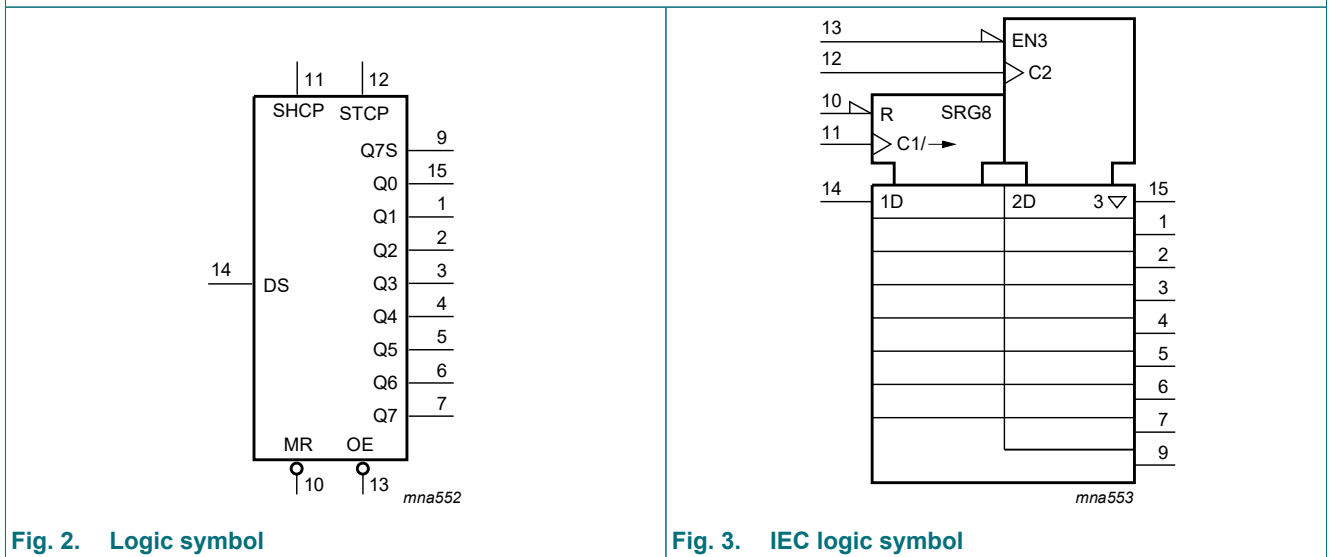 11 12
SHCP STCP
Q7S 9
Q0 15
Q1 1
Q2 2
14 DS Q3 3
Q4 4
Q5 5
Q6 6
Q7 7
MR OE
10 13
mna552
Fig. 2. Logic symbol
13 EN3
12 C2
10 R SRG8
11 C1/→
14 1D 2D 3 ▽ 15
1
2
3
4
5
6
7
9
mna553
Fig. 3. IEC logic symbol